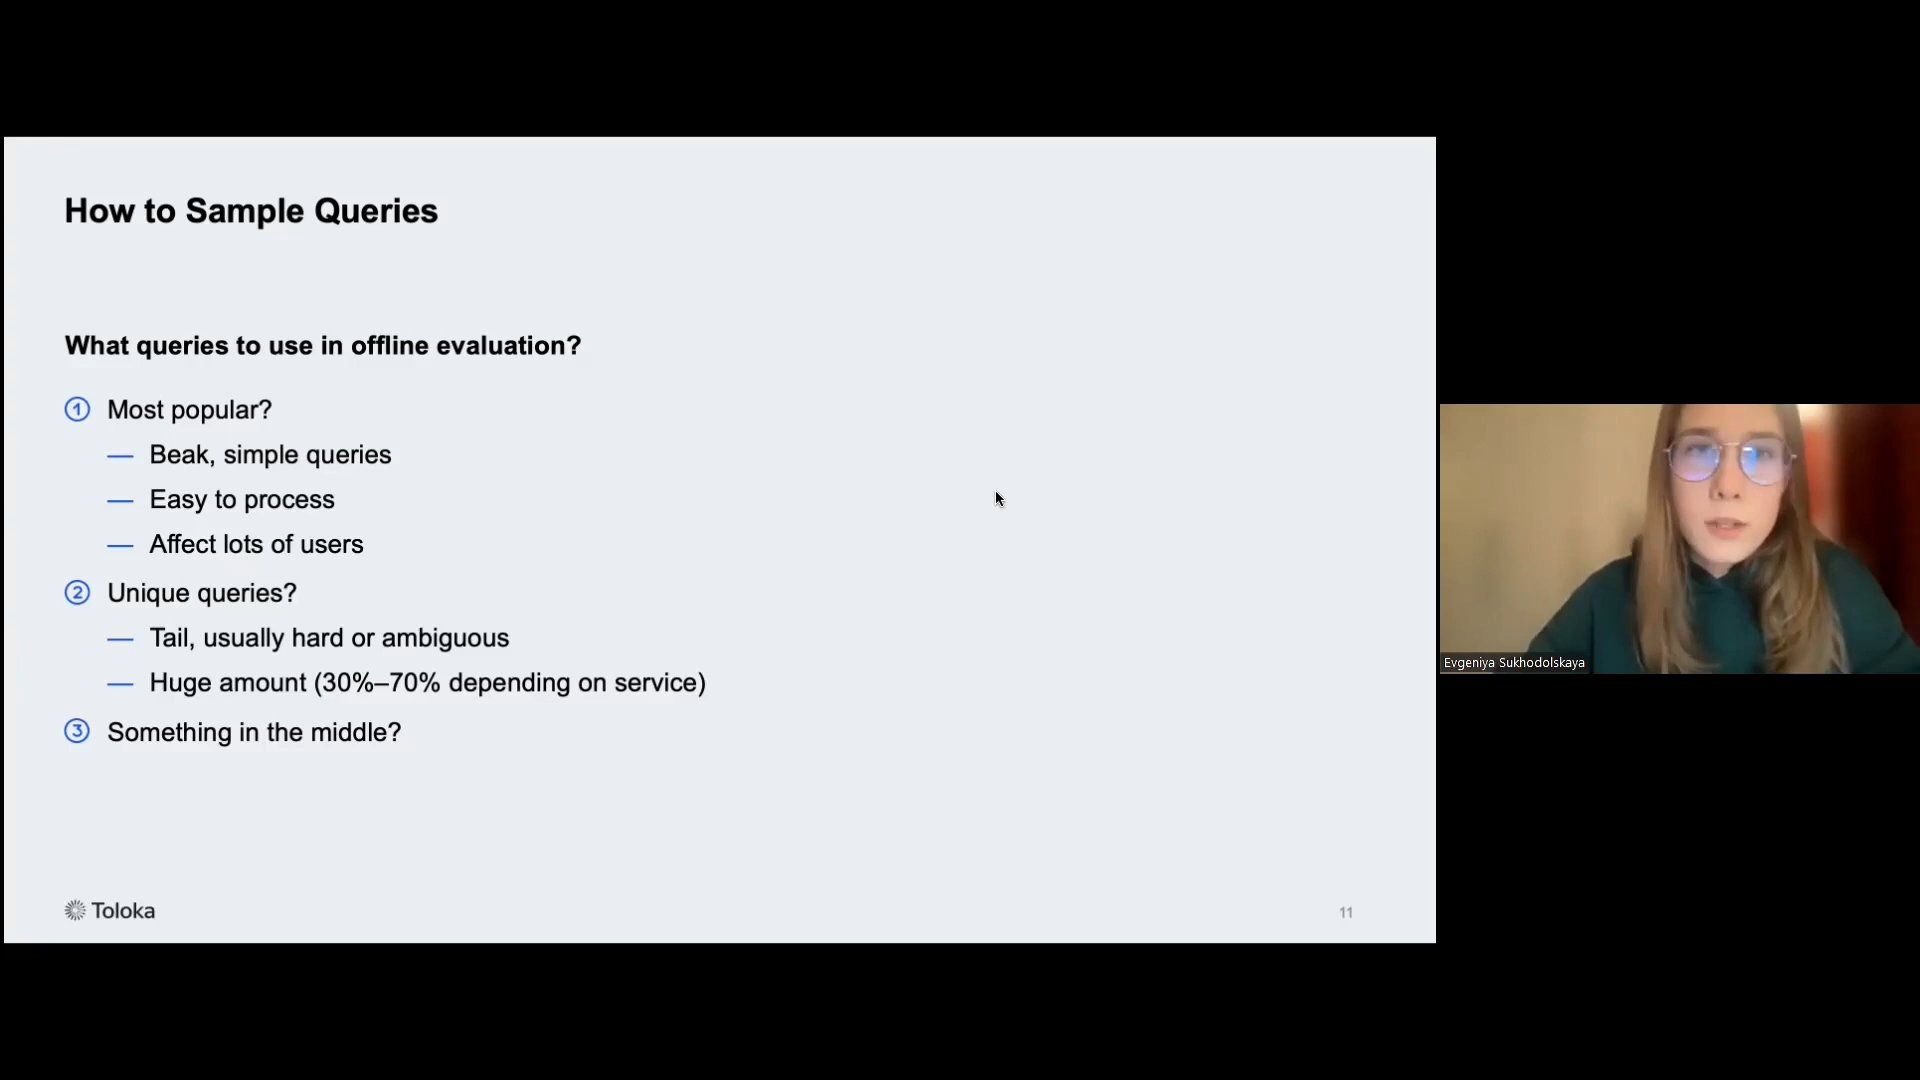 How to Sample Queries
What queries to use in offline evaluation?
1 Most popular?
— Beak, simple queries
— Easy to process
— Affect lots of users
2 Unique queries?
— Tail, usually hard or ambiguous
— Huge amount (30%–70% depending on service)
3 Something in the middle?
Evgeniya Sukhodolskaya
Toloka
11